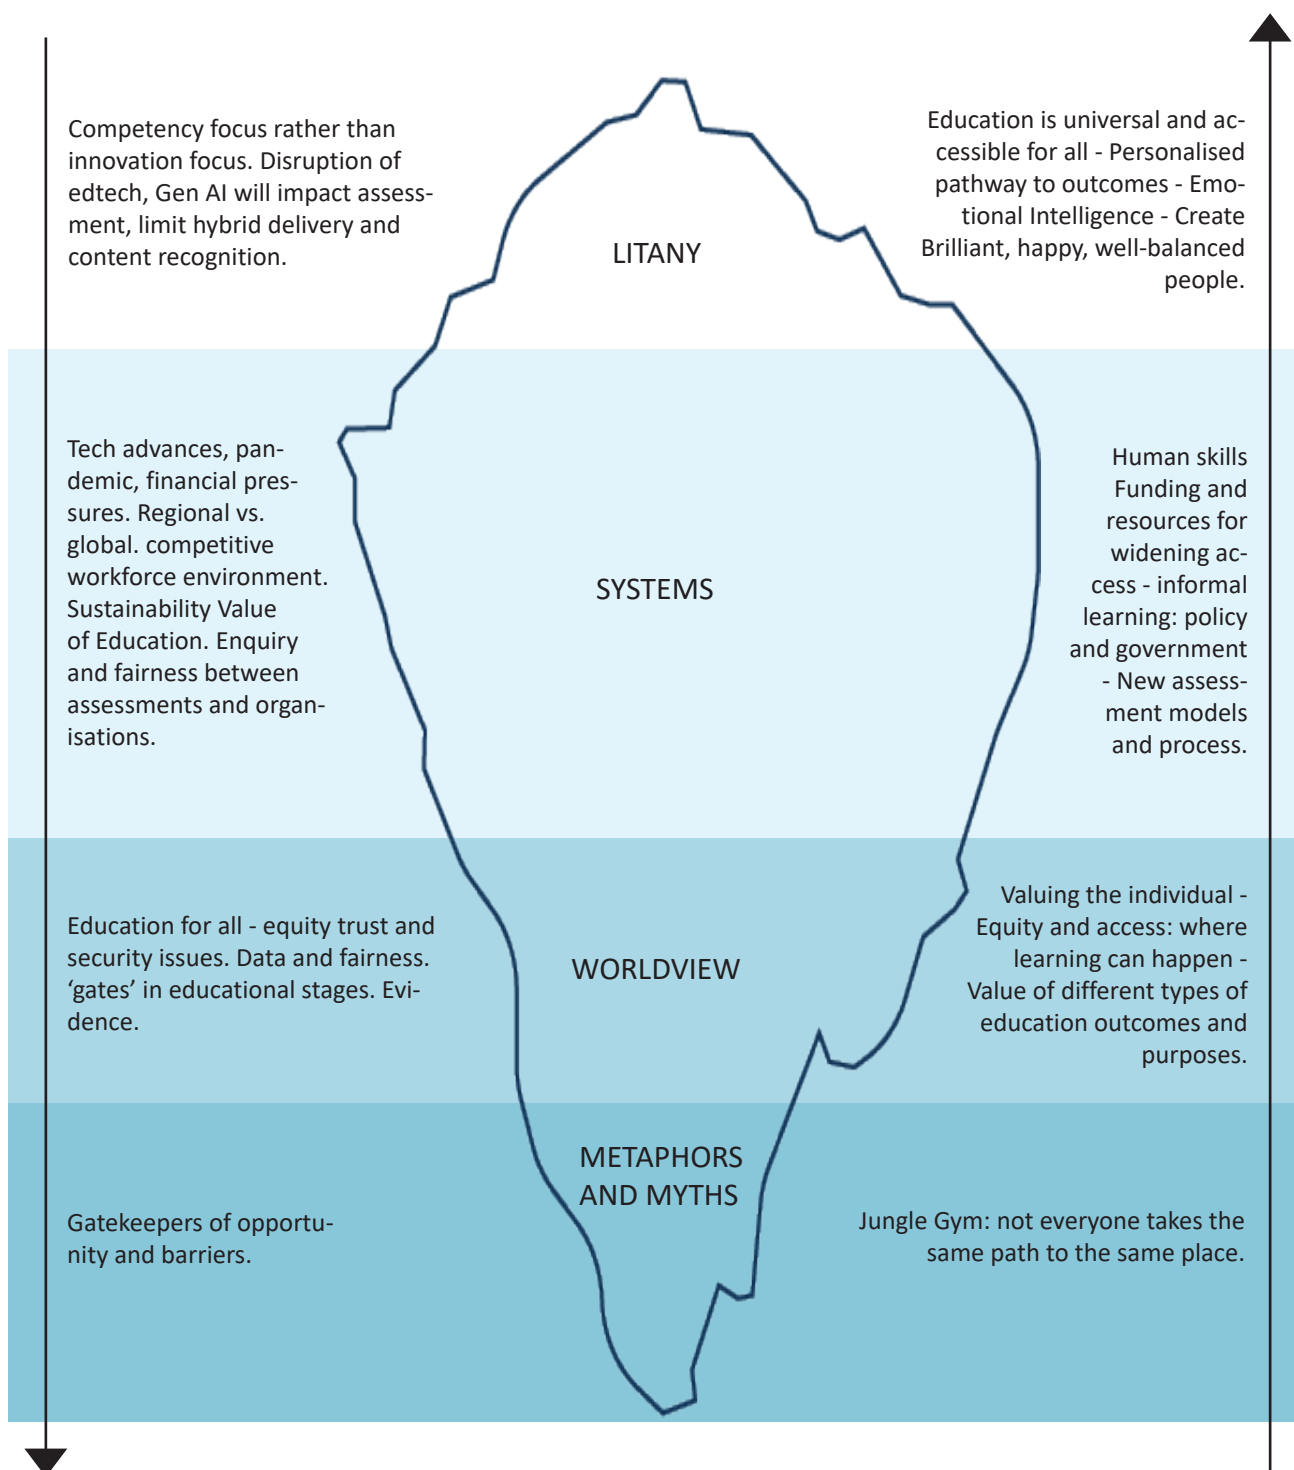 Competency focus rather than
innovation focus. Disruption of
edtech, Gen AI will impact assess-
ment, limit hybrid delivery and
content recognition.
LITANY
Education is universal and ac-
cessible for all - Personalised
pathway to outcomes - Emo-
tional Intelligence - Create
Brilliant, happy, well-balanced
people.
Tech advances, pan-
demic, financial pres-
sures. Regional vs.
global. competitive
workforce environment.
Sustainability Value
of Education. Enquiry
and fairness between
assessments and organ-
isations.
SYSTEMS
Human skills
Funding and
resources for
widening ac-
cess - informal
learning: policy
and government
- New assess-
ment models
and process.
Education for all - equity trust and
security issues. Data and fairness.
‘gates’ in educational stages. Evi-
dence.
WORLDVIEW
Valuing the individual -
Equity and access: where
learning can happen -
Value of different types of
education outcomes and
purposes.
Gatekeepers of opportu-
nity and barriers.
METAPHORS
AND MYTHS
Jungle Gym: not everyone takes the
same path to the same place.